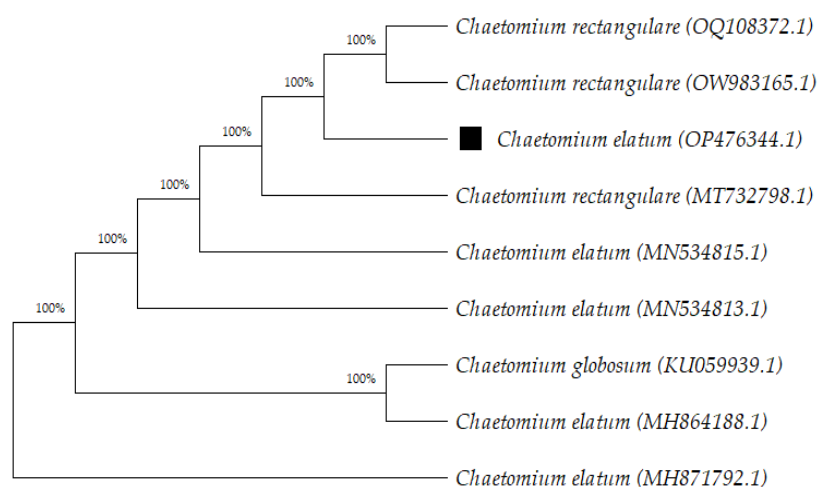 100%
Chaetomium rectangulare (OQ108372.1)
100%
Chaetomium rectangulare (OW983165.1)
100%
Chaetomium elatum (OP476344.1)
100%
Chaetomium rectangulare (MT732798.1)
100%
Chaetomium elatum (MN534815.1)
100%
Chaetomium elatum (MN534813.1)
Chaetomium globosum (KU059939.1)
100%
Chaetomium elatum (MH864188.1)
Chaetomium elatum (MH871792.1)